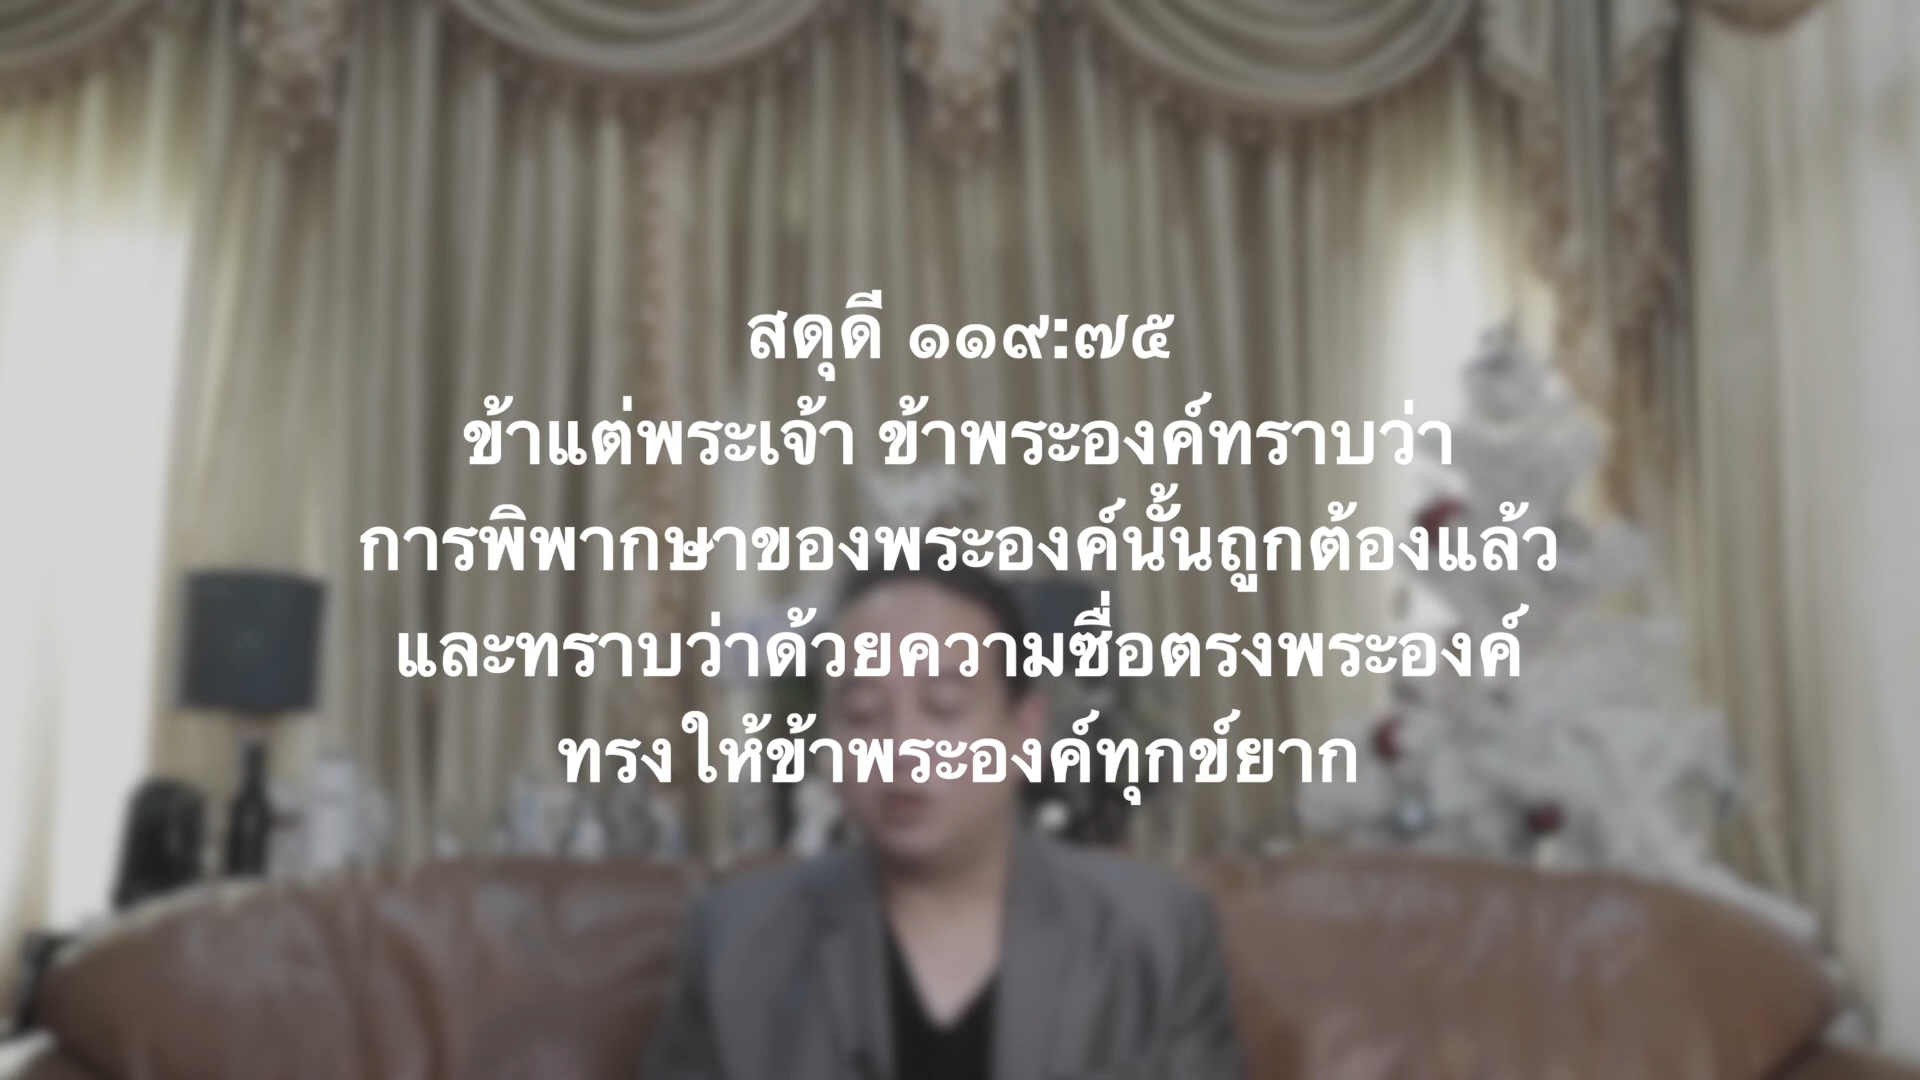 สดุดี ๑๑๙:๗๕
ข้าแต่พระเจ้า ข้าพระองค์ทราบว่า
การพิพากษาของพระองค์นั้นถูกต้องแล้ว
และทราบว่าด้วยความซื่อตรงพระองค์
ทรงให้ข้าพระองค์ทุกข์ยาก